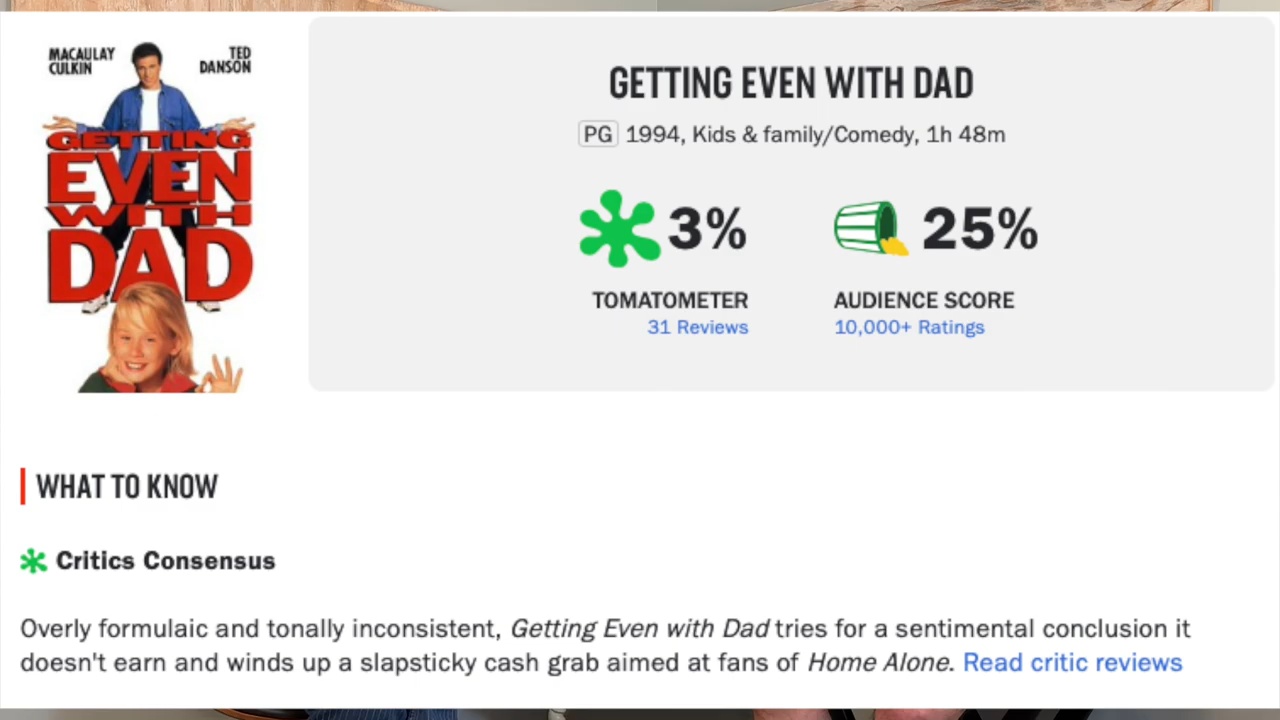 MACAULAY
CULKIN
TED
DANSON
GETTING
EVEN
WITH
DAD
GETTING EVEN WITH DAD
PG 1994, Kids & family/Comedy, 1h 48m
3%
25%
TOMATOMETER
AUDIENCE SCORE
31 Reviews
10,000+ Ratings
WHAT TO KNOW
Critics Consensus
Overly formulaic and tonally inconsistent, Getting Even with Dad tries for a sentimental conclusion it
doesn't earn and winds up a slapsticky cash grab aimed at fans of Home Alone. Read critic reviews